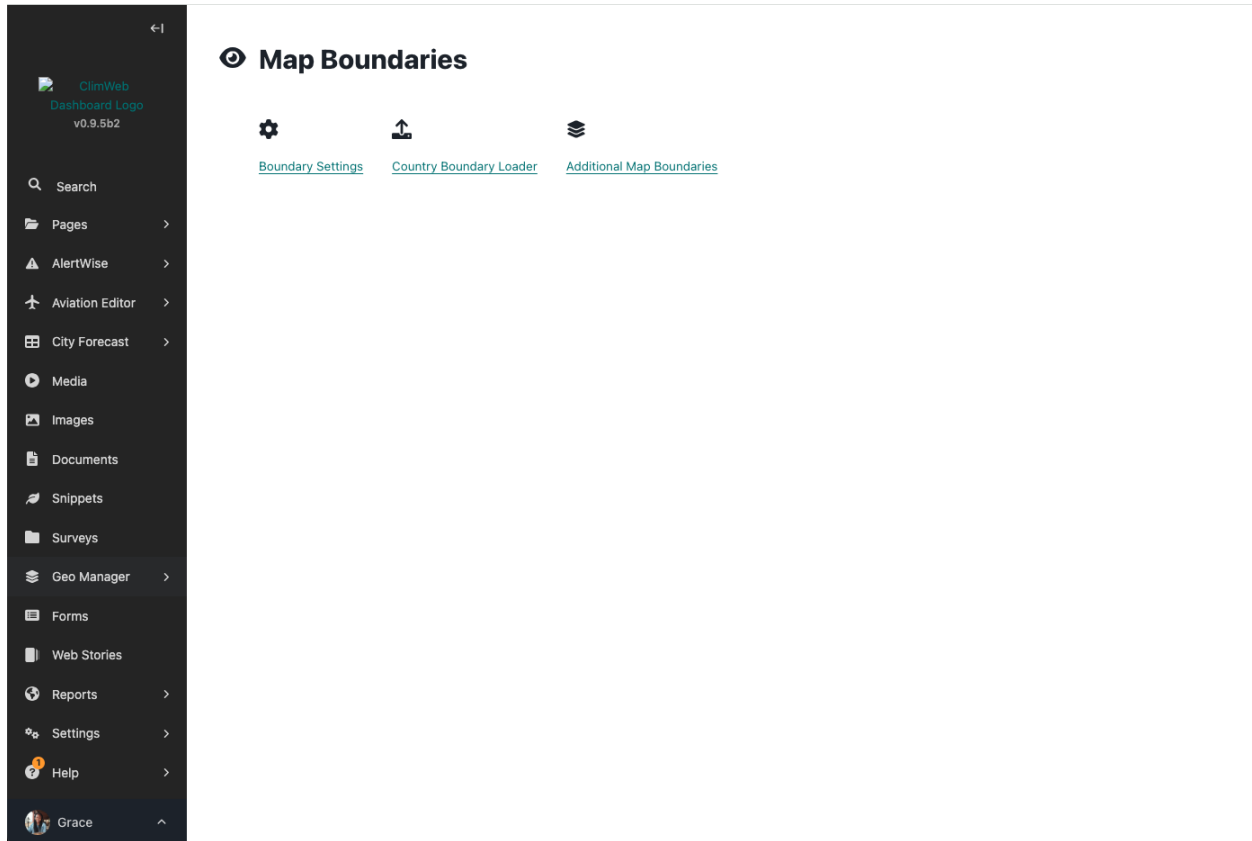 ClimWeb
Dashboard Logo
v0.9.5b2
Search
Pages
AlertWise
Aviation Editor
City Forecast
Media
Images
Documents
Snippets
Surveys
Geo Manager
Forms
Web Stories
Reports
Settings
1
Help
Grace
Map Boundaries
Boundary Settings Country Boundary Loader Additional Map Boundaries